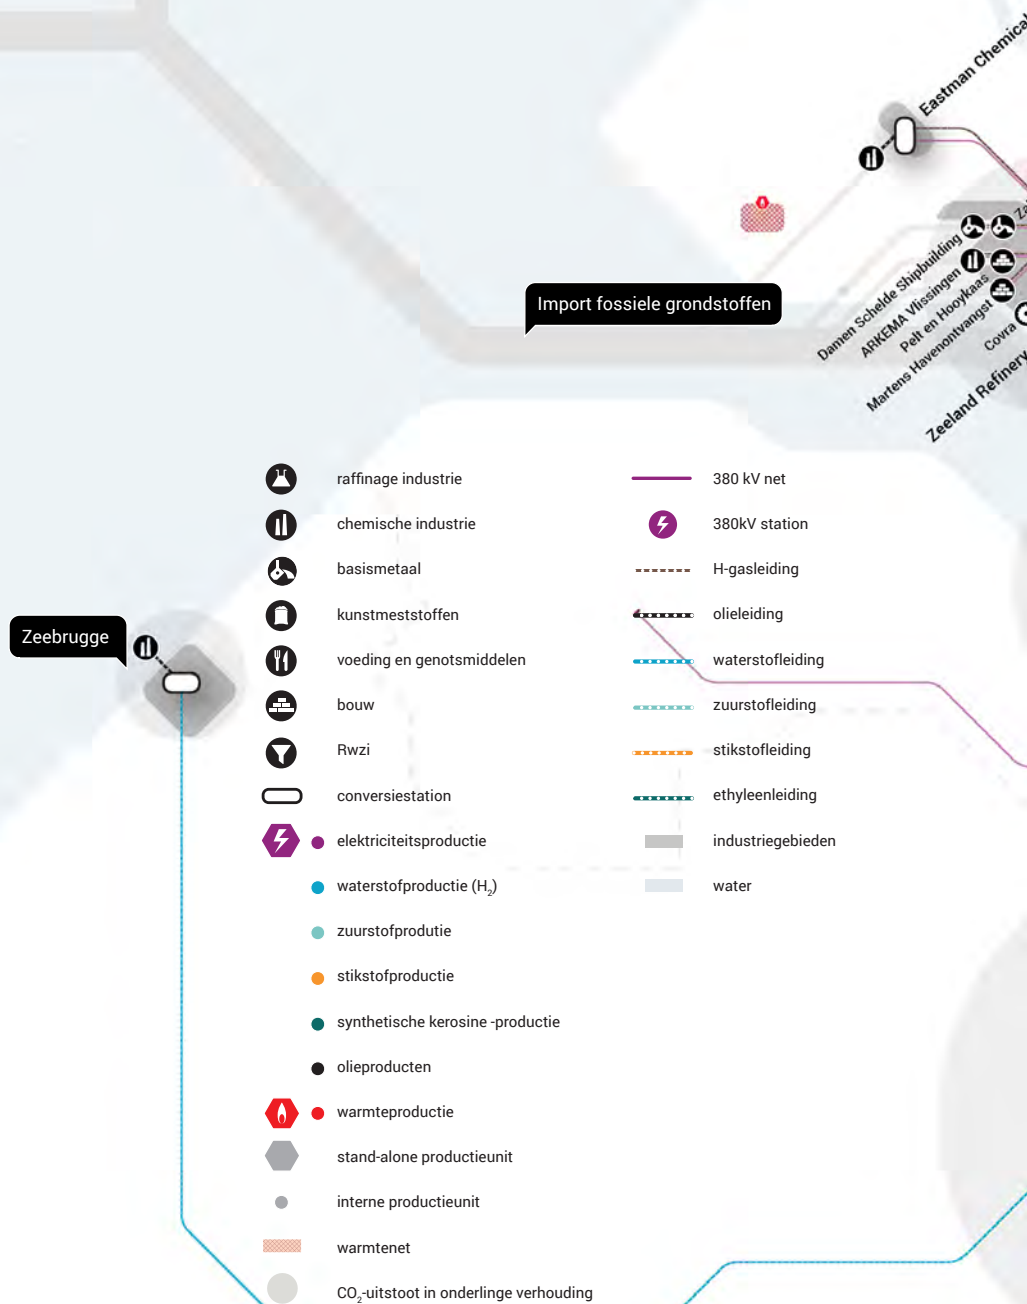 Eastman Chemical
Import fossiele grondstoffen
Damen Schelde Shipbuilding
ARKEMA Vlissingen
Pelt en Hooykaas
Martens Havenontvangst
Covra
Zeeland Refinery
Zeebrugge
raffinage industrie
chemische industrie
basismetaal
kunstmeststoffen
voeding en genotsmiddelen
bouw
Rwzi
conversiestation
elektriciteitsproductie
waterstofproductie (H2)
zuurstofprodutie
stikstofproductie
synthetische kerosine -productie
olieproducten
warmteproductie
stand-alone productieunit
interne productieunit
warmtenet
CO2-uitstoot in onderlinge verhouding
380 kV net
380kV station
H-gasleiding
olieleiding
waterstofleiding
zuurstofleiding
stikstofleiding
ethyleenleiding
industriegebieden
water